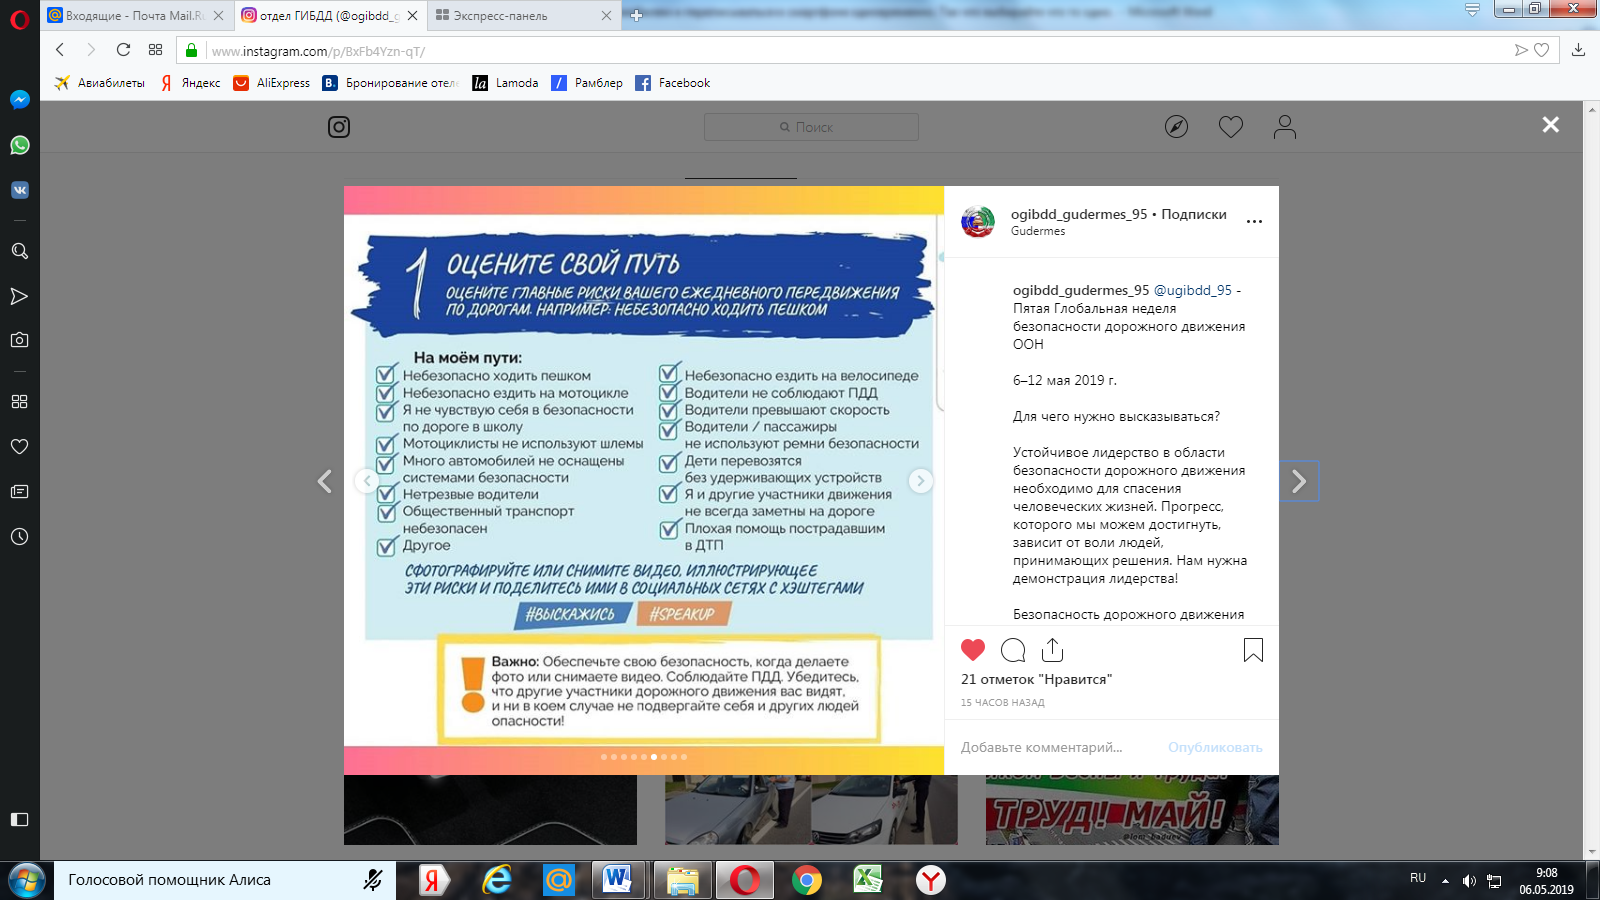 Входящие - Почта Mail.Ru
отдел ГИБДД (@ogibdd_g
Экспресс-панель
Microsoft Word
www.instagram.com/p/BxFb4Yzn-qT/
Авиабилеты
Яндекс
AliExpress
Бронирование отеле
Lamoda
Рамблер
Facebook
Поиск
1 ОЦЕНИТЕ СВОЙ ПУТЬ
ОЦЕНИТЕ ГЛАВНЫЕ РИСКИ ВАШЕГО ЕЖЕДНЕВНОГО ПЕРЕДВИЖЕНИЯ
ПО ДОРОГАМ. НАПРИМЕР: НЕБЕЗОПАСНО ХОДИТЬ ПЕШКОМ
На моём пути:
Небезопасно ходить пешком
Небезопасно ездить на мотоцикле
Я не чувствую себя в безопасности
по дороге в школу
Мотоциклисты не используют шлемы
Много автомобилей не оснащены
системами безопасности
Нетрезвые водители
Общественный транспорт
небезопасен
Другое
Небезопасно ездить на велосипеде
Водители не соблюдают ПДД
Водители превышают скорость
Водители / пассажиры
не используют ремни безопасности
Дети перевозятся
без удерживающих устройств
Я и другие участники движения
не всегда заметны на дороге
Плохая помощь пострадавшим
в ДТП
СФОТОГРАФИРУЙТЕ ИЛИ СНИМИТЕ ВИДЕО, ИЛЛЮСТРИРУЮЩЕЕ
ЭТИ РИСКИ И ПОДЕЛИТЕСЬ ИМИ В СОЦИАЛЬНЫХ СЕТЯХ С ХЭШТЕГАМИ
#ВЫСКАЖИСЬ #SPEAKUP
Важно: Обеспечьте свою безопасность, когда делаете
фото или снимаете видео. Соблюдайте ПДД. Убедитесь,
что другие участники дорожного движения вас видят,
и ни в коем случае не подвергайте себя и других людей
опасности!
ogibdd_gudermes_95 • Подписки
Gudermes
ogibdd_gudermes_95 @ugibdd_95 -
Пятая Глобальная неделя
безопасности дорожного движения
ООН
6–12 мая 2019 г.
Для чего нужно высказываться?
Устойчивое лидерство в области
безопасности дорожного движения
необходимо для спасения
человеческих жизней. Прогресс,
которого мы можем достигнуть,
зависит от воли людей,
принимающих решения. Нам нужна
демонстрация лидерства!
Безопасность дорожного движения
21 отметок "Нравится"
15 ЧАСОВ НАЗАД
Добавьте комментарий...
Опубликовать
ТРУД! МАЙ!
Голосовой помощник Алиса
RU
9:08
06.05.2019